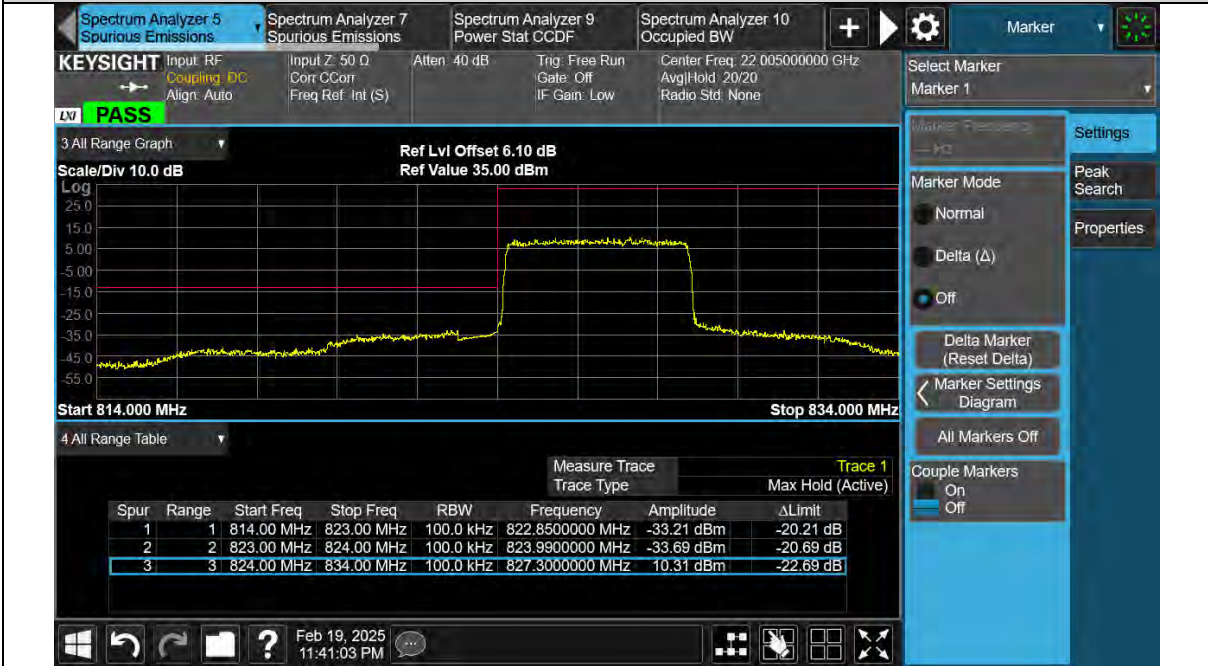 Spectrum Analyzer 5
Spurious Emissions
Spectrum Analyzer 7
Spurious Emissions
Spectrum Analyzer 9
Power Stat CCDF
Spectrum Analyzer 10
Occupied BW
Marker
KEYSIGHT
Input: RF
Coupling: DC
Align: Auto
Input Z: 50 Ω
Corr CCorr
Freq Ref: Int (S)
Atten: 40 dB
Trig: Free Run
Gate: Off
IF Gain: Low
Center Freq: 22.005000000 GHz
Avg|Hold: 20/20
Radio Std: None
LXI PASS
Select Marker
Marker 1
Marker Frequency
--- Hz
Settings
Peak
Search
Properties
Marker Mode
Normal
Delta (Δ)
Off
Delta Marker
(Reset Delta)
Marker Settings
Diagram
All Markers Off
Couple Markers
On
Off
3 All Range Graph
Scale/Div 10.0 dB
Ref Lvl Offset 6.10 dB
Ref Value 35.00 dBm
Log
25.0
15.0
5.00
-5.00
-15.0
-25.0
-35.0
-45.0
-55.0
Start 814.000 MHz
Stop 834.000 MHz
4 All Range Table
Measure Trace Trace 1
Trace Type Max Hold (Active)
Spur Range Start Freq Stop Freq RBW Frequency Amplitude ΔLimit
1 1 814.00 MHz 823.00 MHz 100.0 kHz 822.8500000 MHz -33.21 dBm -20.21 dB
2 2 823.00 MHz 824.00 MHz 100.0 kHz 823.9900000 MHz -33.69 dBm -20.69 dB
3 3 824.00 MHz 834.00 MHz 100.0 kHz 827.3000000 MHz 10.31 dBm -22.69 dB
Feb 19, 2025
11:41:03 PM